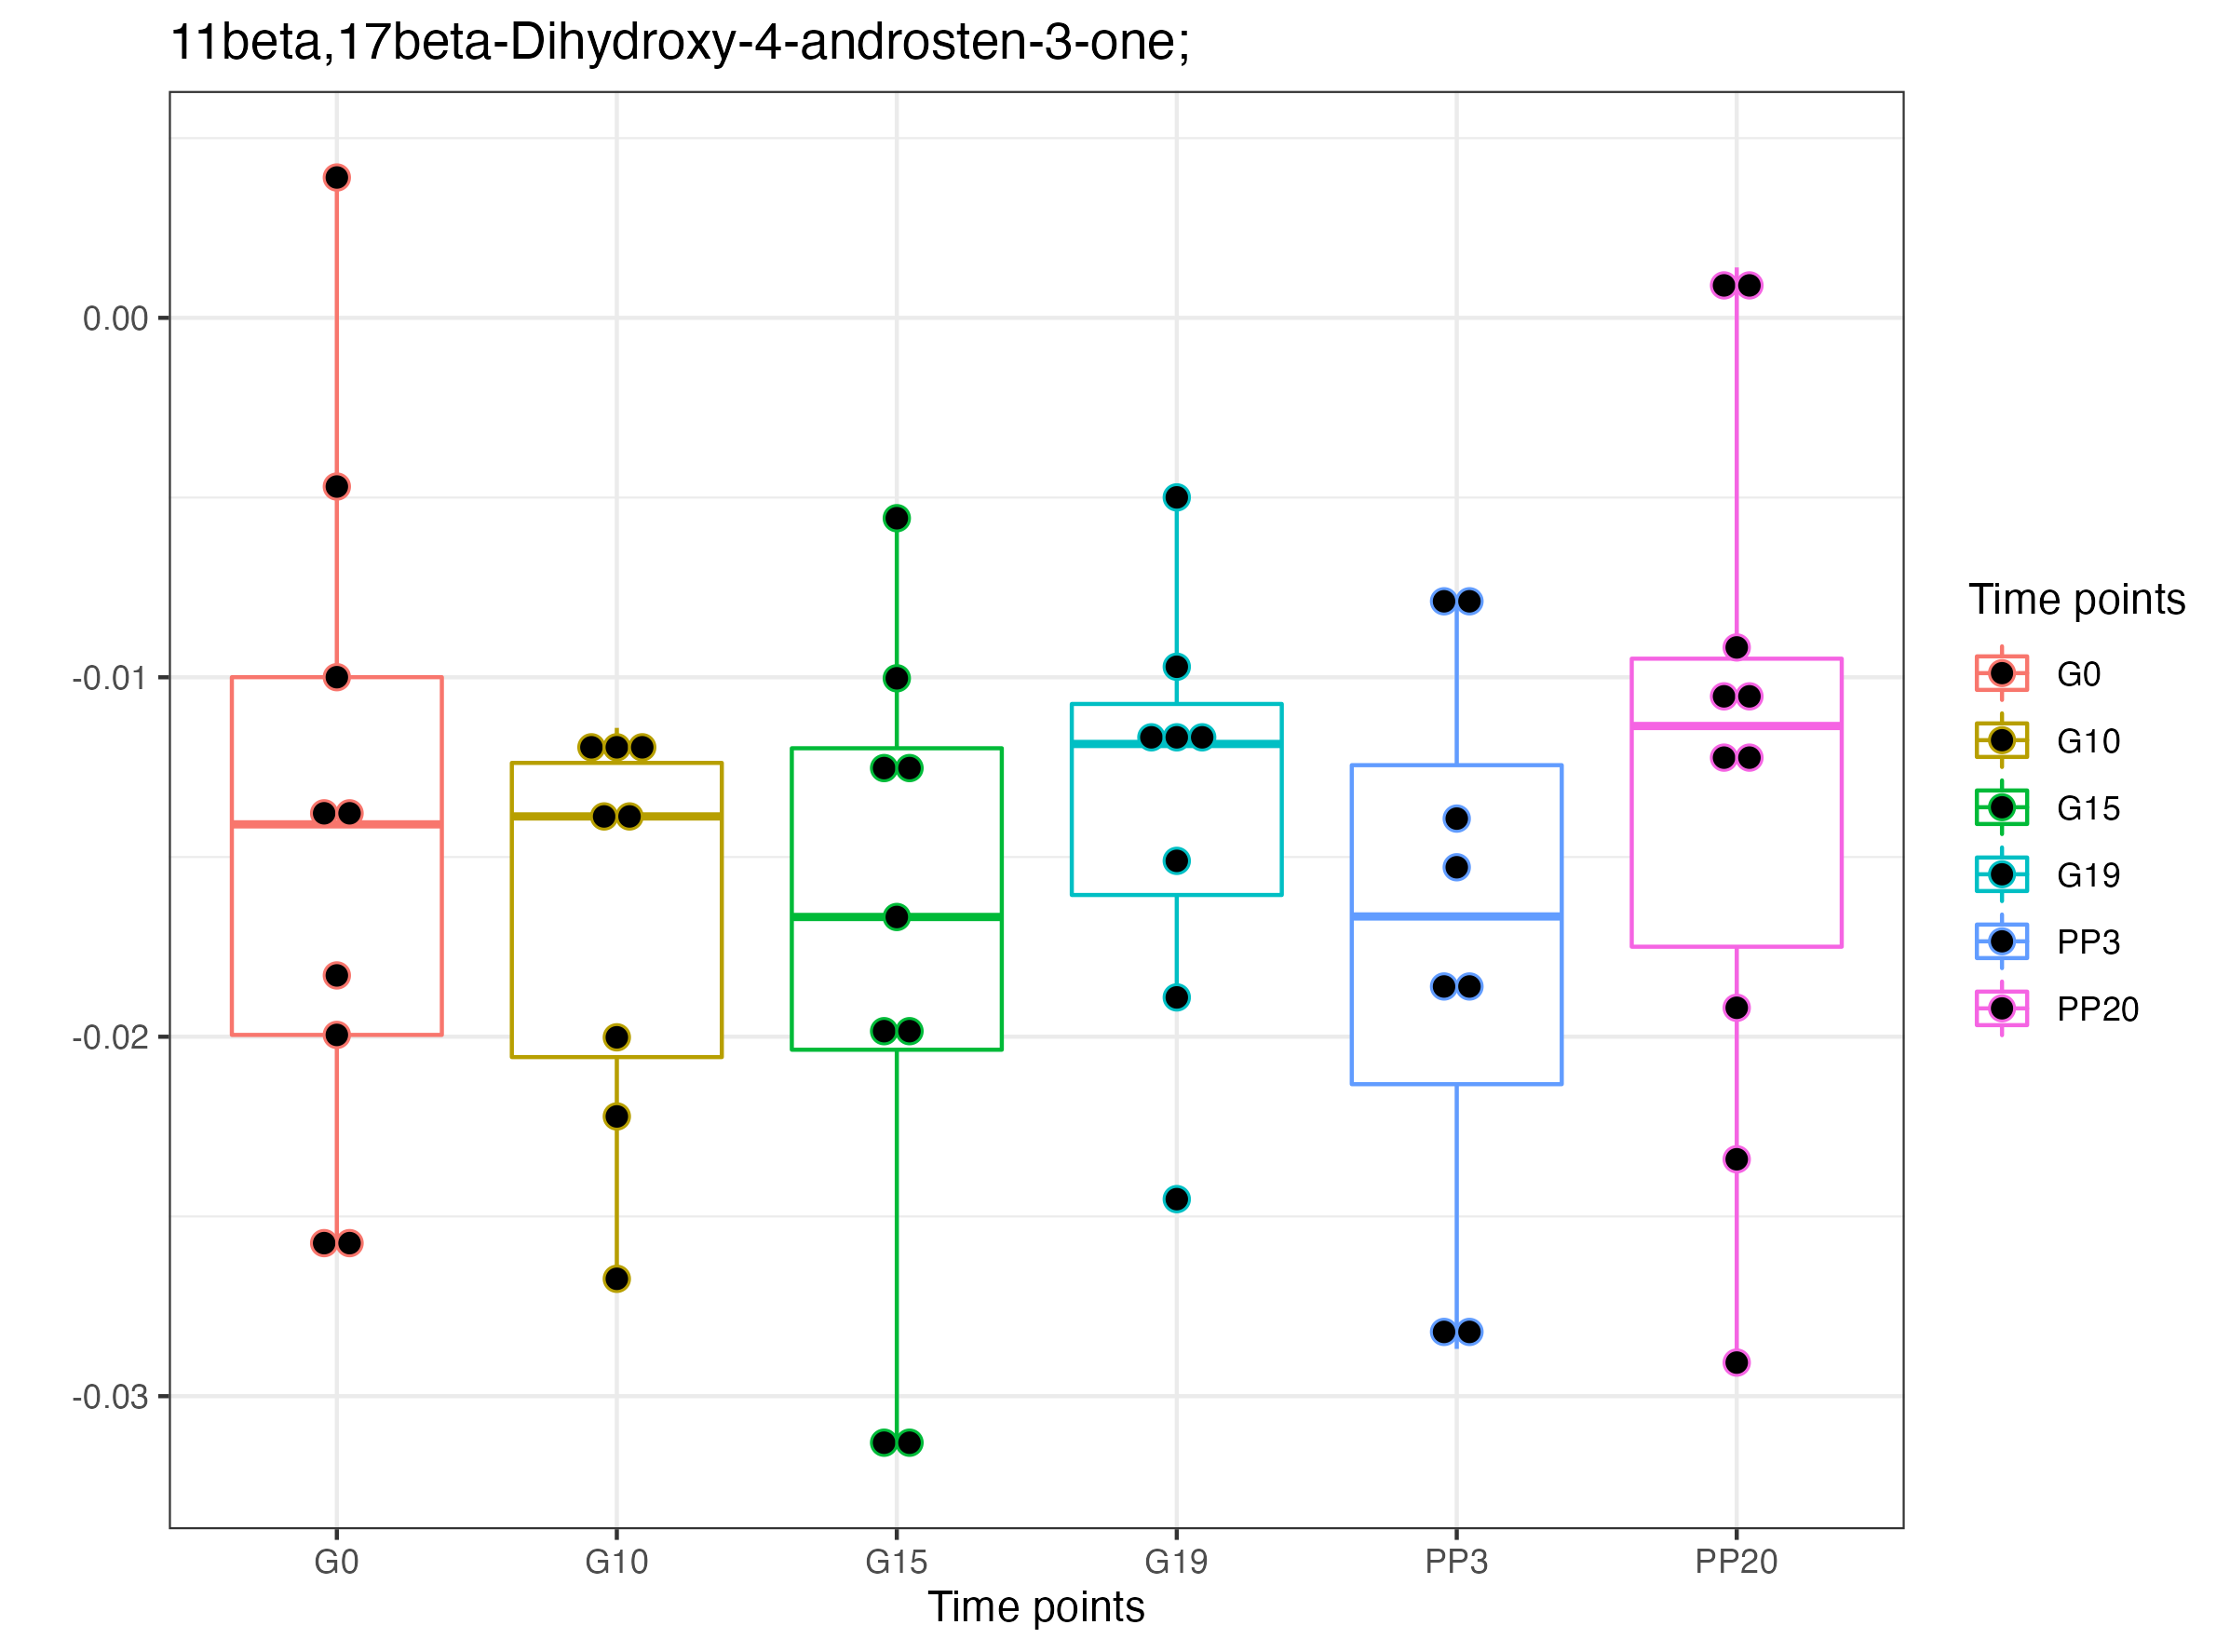 11beta,17beta-Dihydroxy-4-androsten-3-one;
0.00
-0.01
-0.02
-0.03
G0 G10 G15 G19 PP3 PP20
Time points
Time points
G0
G10
G15
G19
PP3
PP20